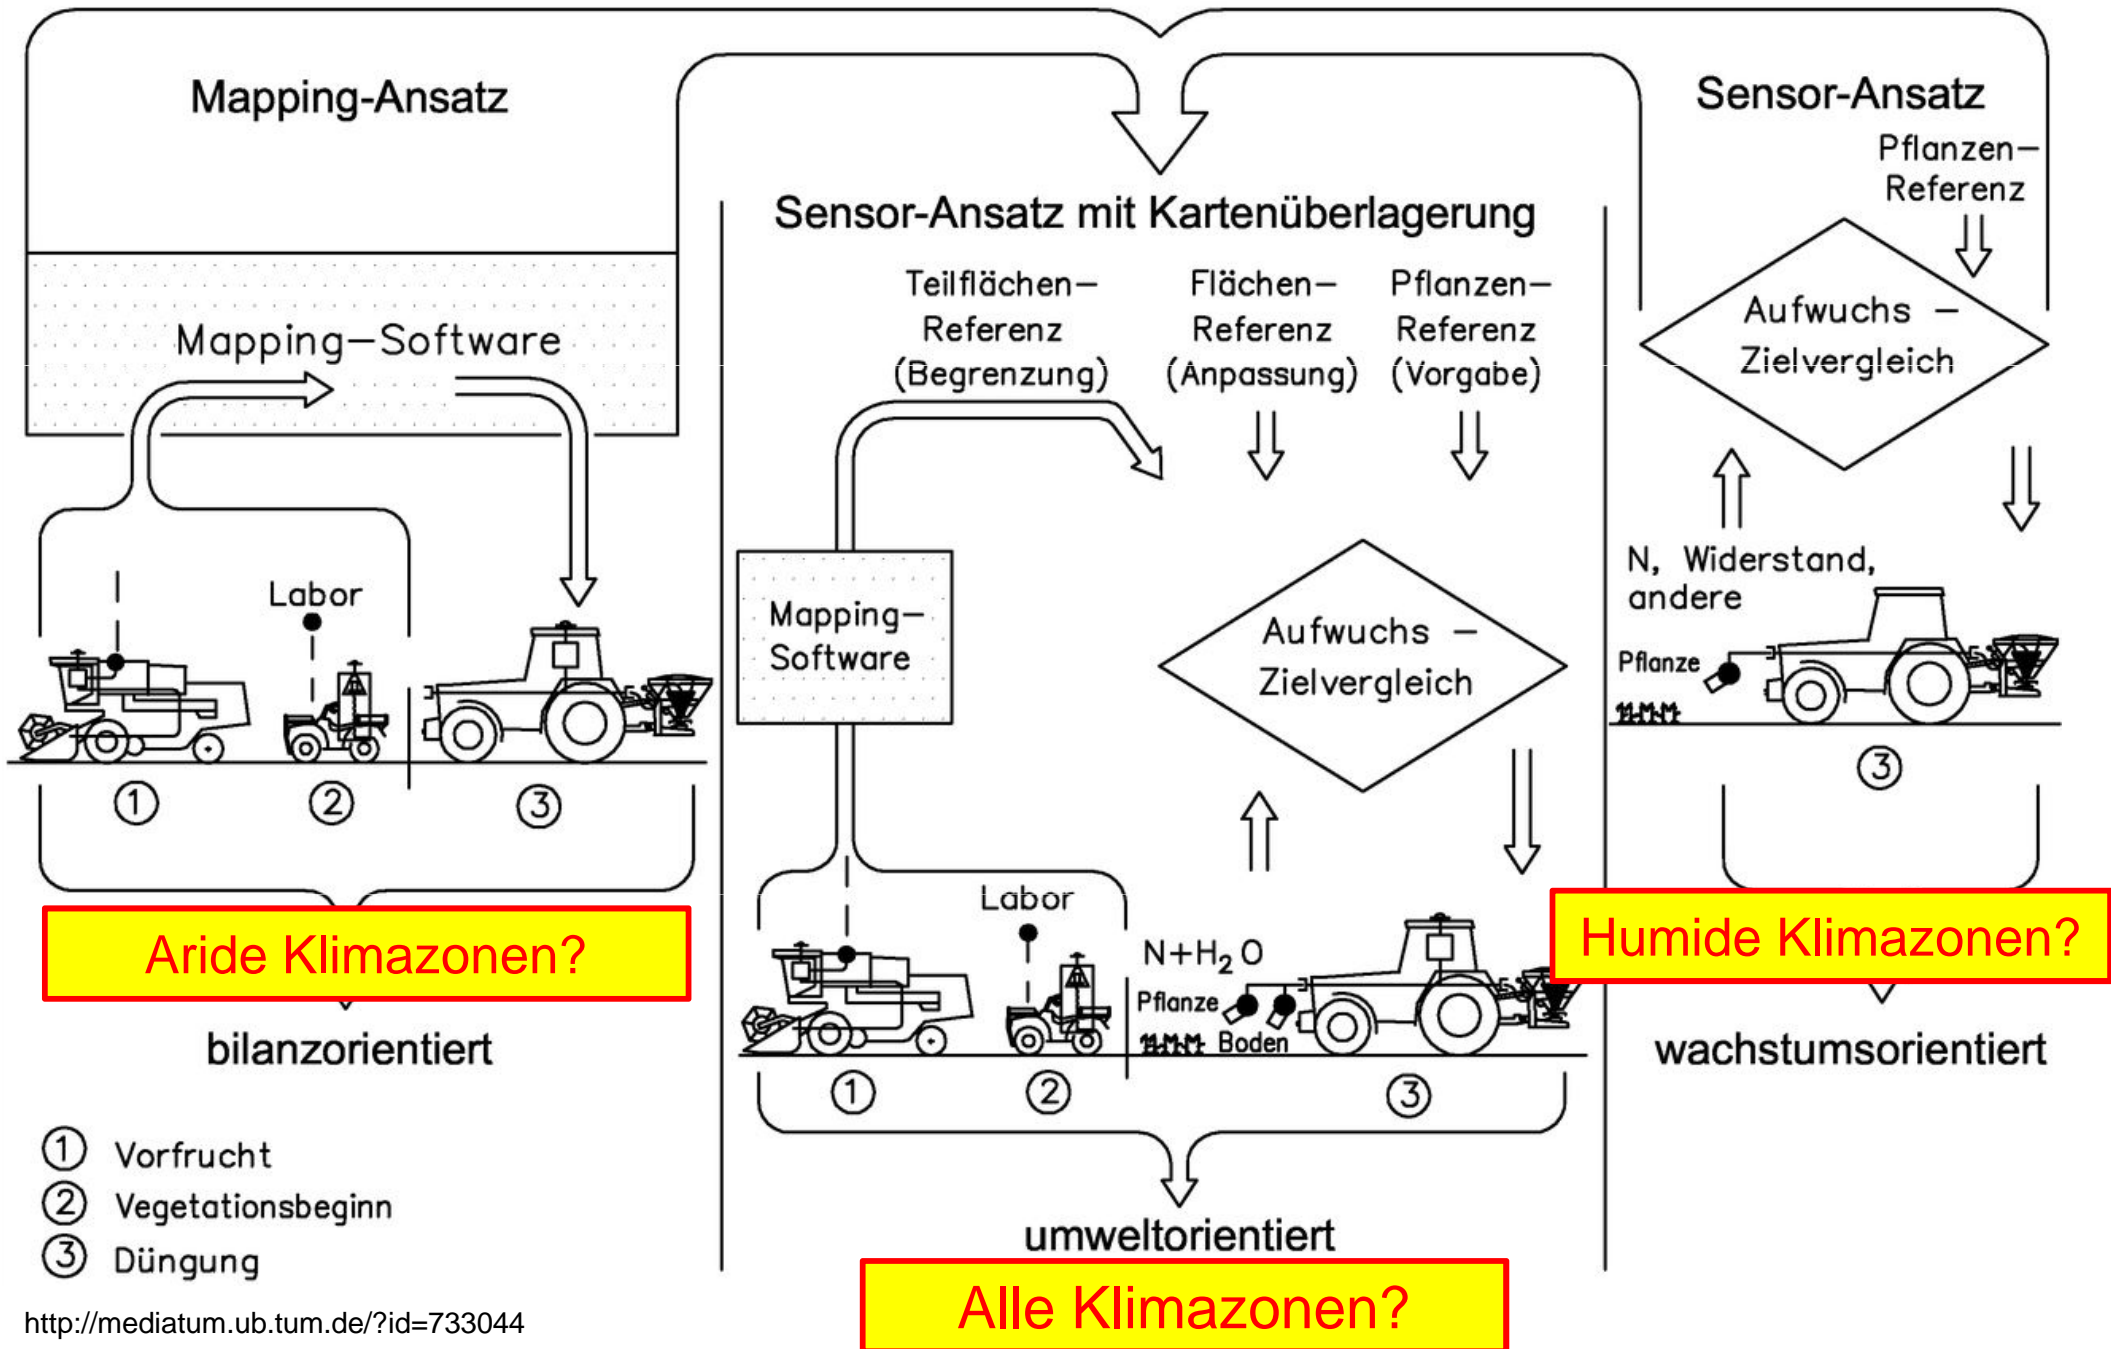 Mapping-Ansatz
Mapping-Software
Labor
1
2
3
Aride Klimazonen?
bilanzorientiert
1 Vorfrucht
2 Vegetationsbeginn
3 Düngung
http://mediatum.ub.tum.de/?id=733044
Sensor-Ansatz mit Kartenüberlagerung
Teilflächen-
Referenz
(Begrenzung)
Flächen-
Referenz
(Anpassung)
Pflanzen-
Referenz
(Vorgabe)
Mapping-
Software
Aufwuchs -
Zielvergleich
Labor
N+H₂O
Pflanze
Boden
1
2
3
umweltorientiert
Alle Klimazonen?
Sensor-Ansatz
Pflanzen-
Referenz
Aufwuchs -
Zielvergleich
N, Widerstand,
andere
Pflanze
3
Humide Klimazonen?
wachstumsorientiert